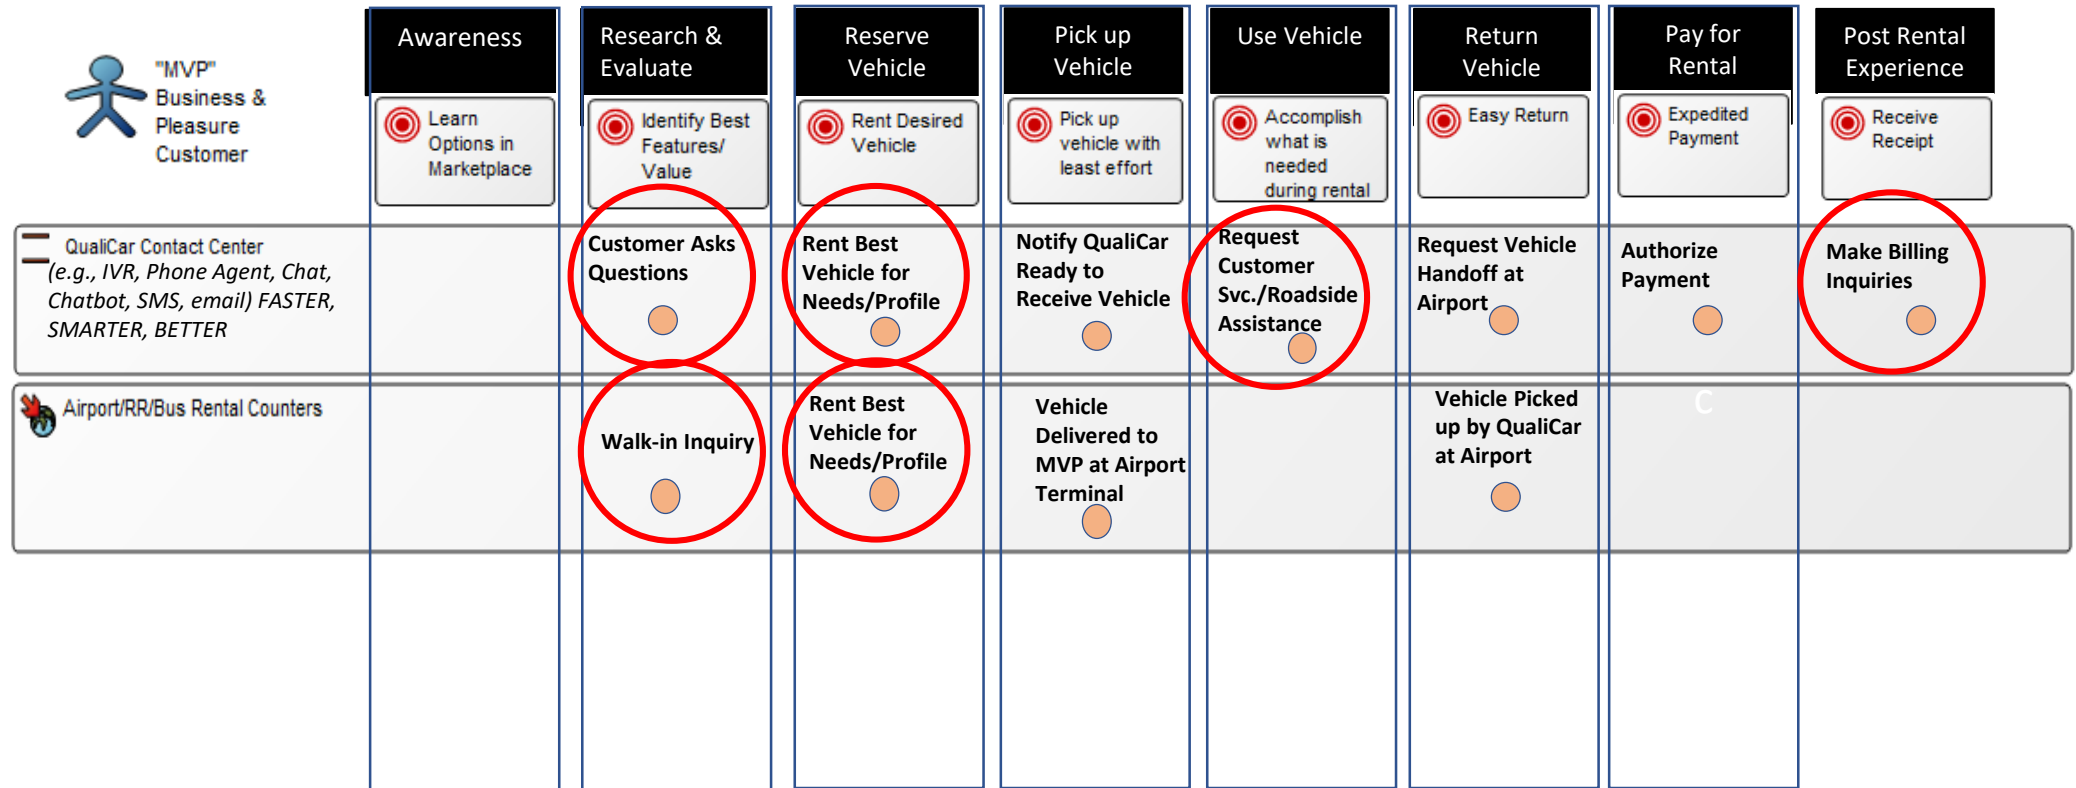 "MVP"
Business &
Pleasure
Customer
Awareness
Research &
Evaluate
Reserve
Vehicle
Pick up
Vehicle
Use Vehicle
Return
Vehicle
Pay for
Rental
Post Rental
Experience
Learn
Options in
Marketplace
Identify Best
Features/
Value
Rent Desired
Vehicle
Pick up
vehicle with
least effort
Accomplish
what is
needed
during rental
Easy Return
Expedited
Payment
Receive
Receipt
QualiCar Contact Center
(e.g., IVR, Phone Agent, Chat,
Chatbot, SMS, email) FASTER,
SMARTER, BETTER
Customer Asks
Questions
Rent Best
Vehicle for
Needs/Profile
Notify QualiCar
Ready to
Receive Vehicle
Request
Customer
Svc./Roadside
Assistance
Request Vehicle
Handoff at
Airport
Authorize
Payment
Make Billing
Inquiries
Airport/RR/Bus Rental Counters
Walk-in Inquiry
Rent Best
Vehicle for
Needs/Profile
Vehicle
Delivered to
MVP at Airport
Terminal
Vehicle Picked
up by QualiCar
at Airport
C